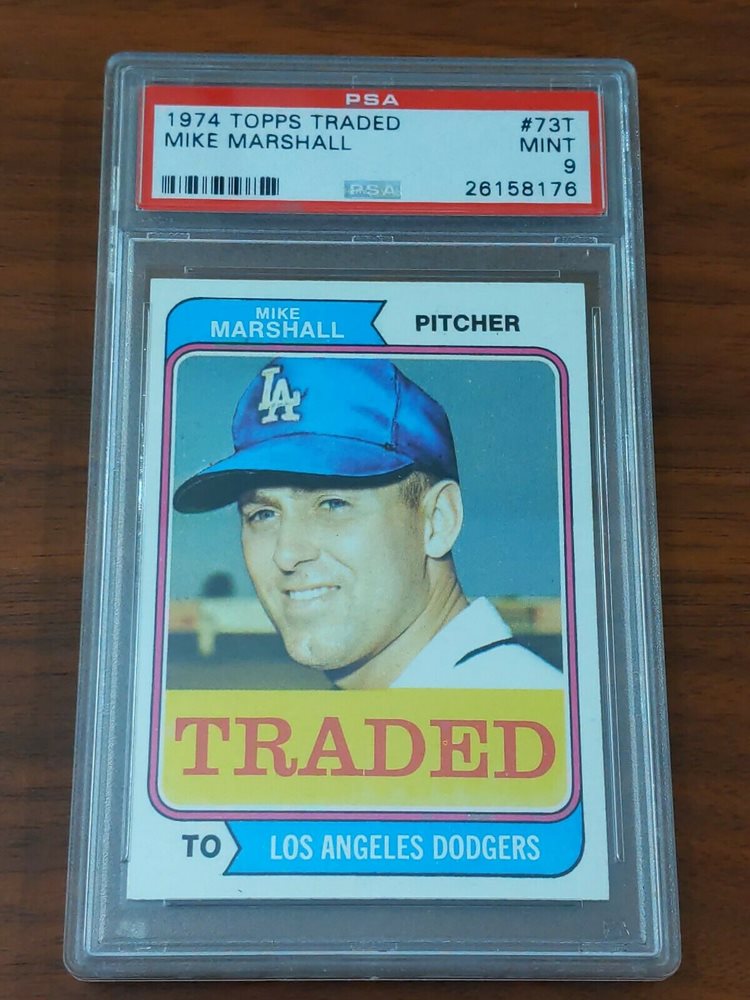 PSA
1974 TOPPS TRADED #73T
MIKE MARSHALL MINT
9
PSA 26158176
MIKE
MARSHALL PITCHER
LA
TRADED
TO LOS ANGELES DODGERS